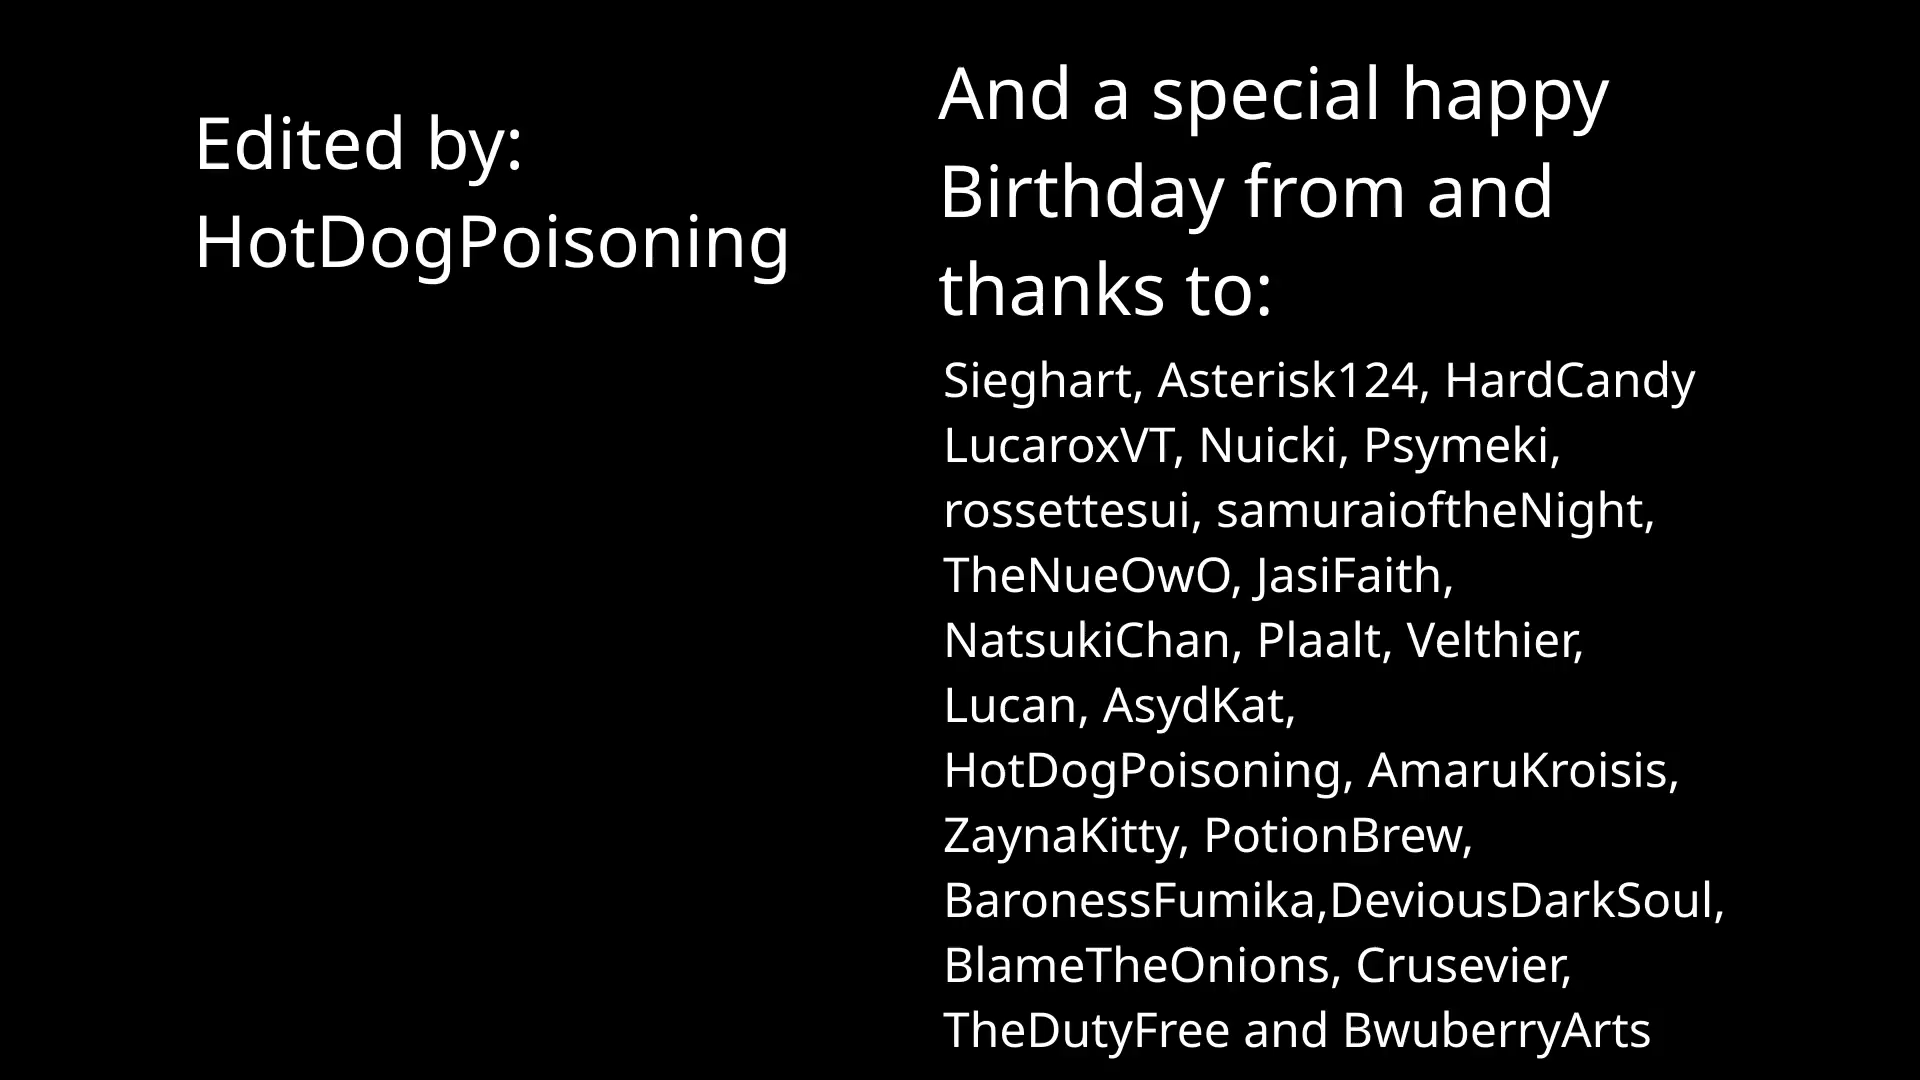 Edited by:
HotDogPoisoning
And a special happy
Birthday from and
thanks to:
Sieghart, Asterisk124, HardCandy
LucaroxVT, Nuicki, Psymeki,
rossettesui, samuraioftheNight,
TheNueOwO, JasiFaith,
NatsukiChan, Plaalt, Velthier,
Lucan, AsydKat,
HotDogPoisoning, AmaruKroisis,
ZaynaKitty, PotionBrew,
BaronessFumika,DeviousDarkSoul,
BlameTheOnions, Crusevier,
TheDutyFree and BwuberryArts